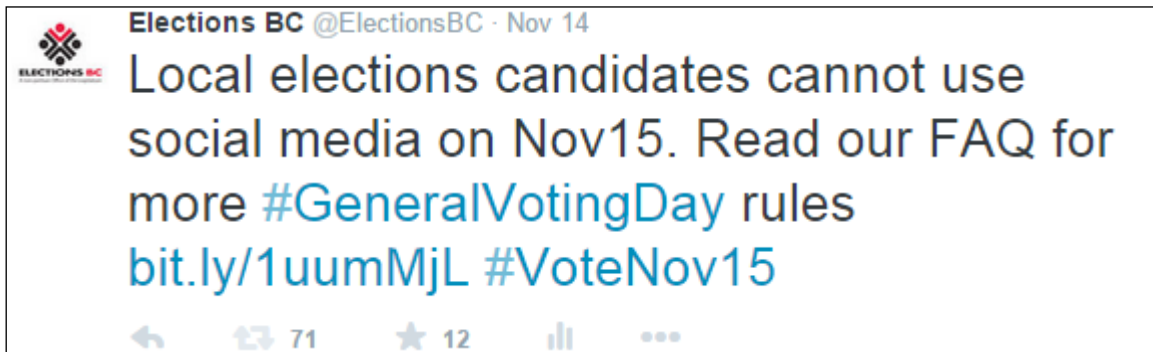 Elections BC @ElectionsBC · Nov 14
ELECTIONS BC
Local elections candidates cannot use
social media on Nov15. Read our FAQ for
more #GeneralVotingDay rules
bit.ly/1uumMjL #VoteNov15
71 12